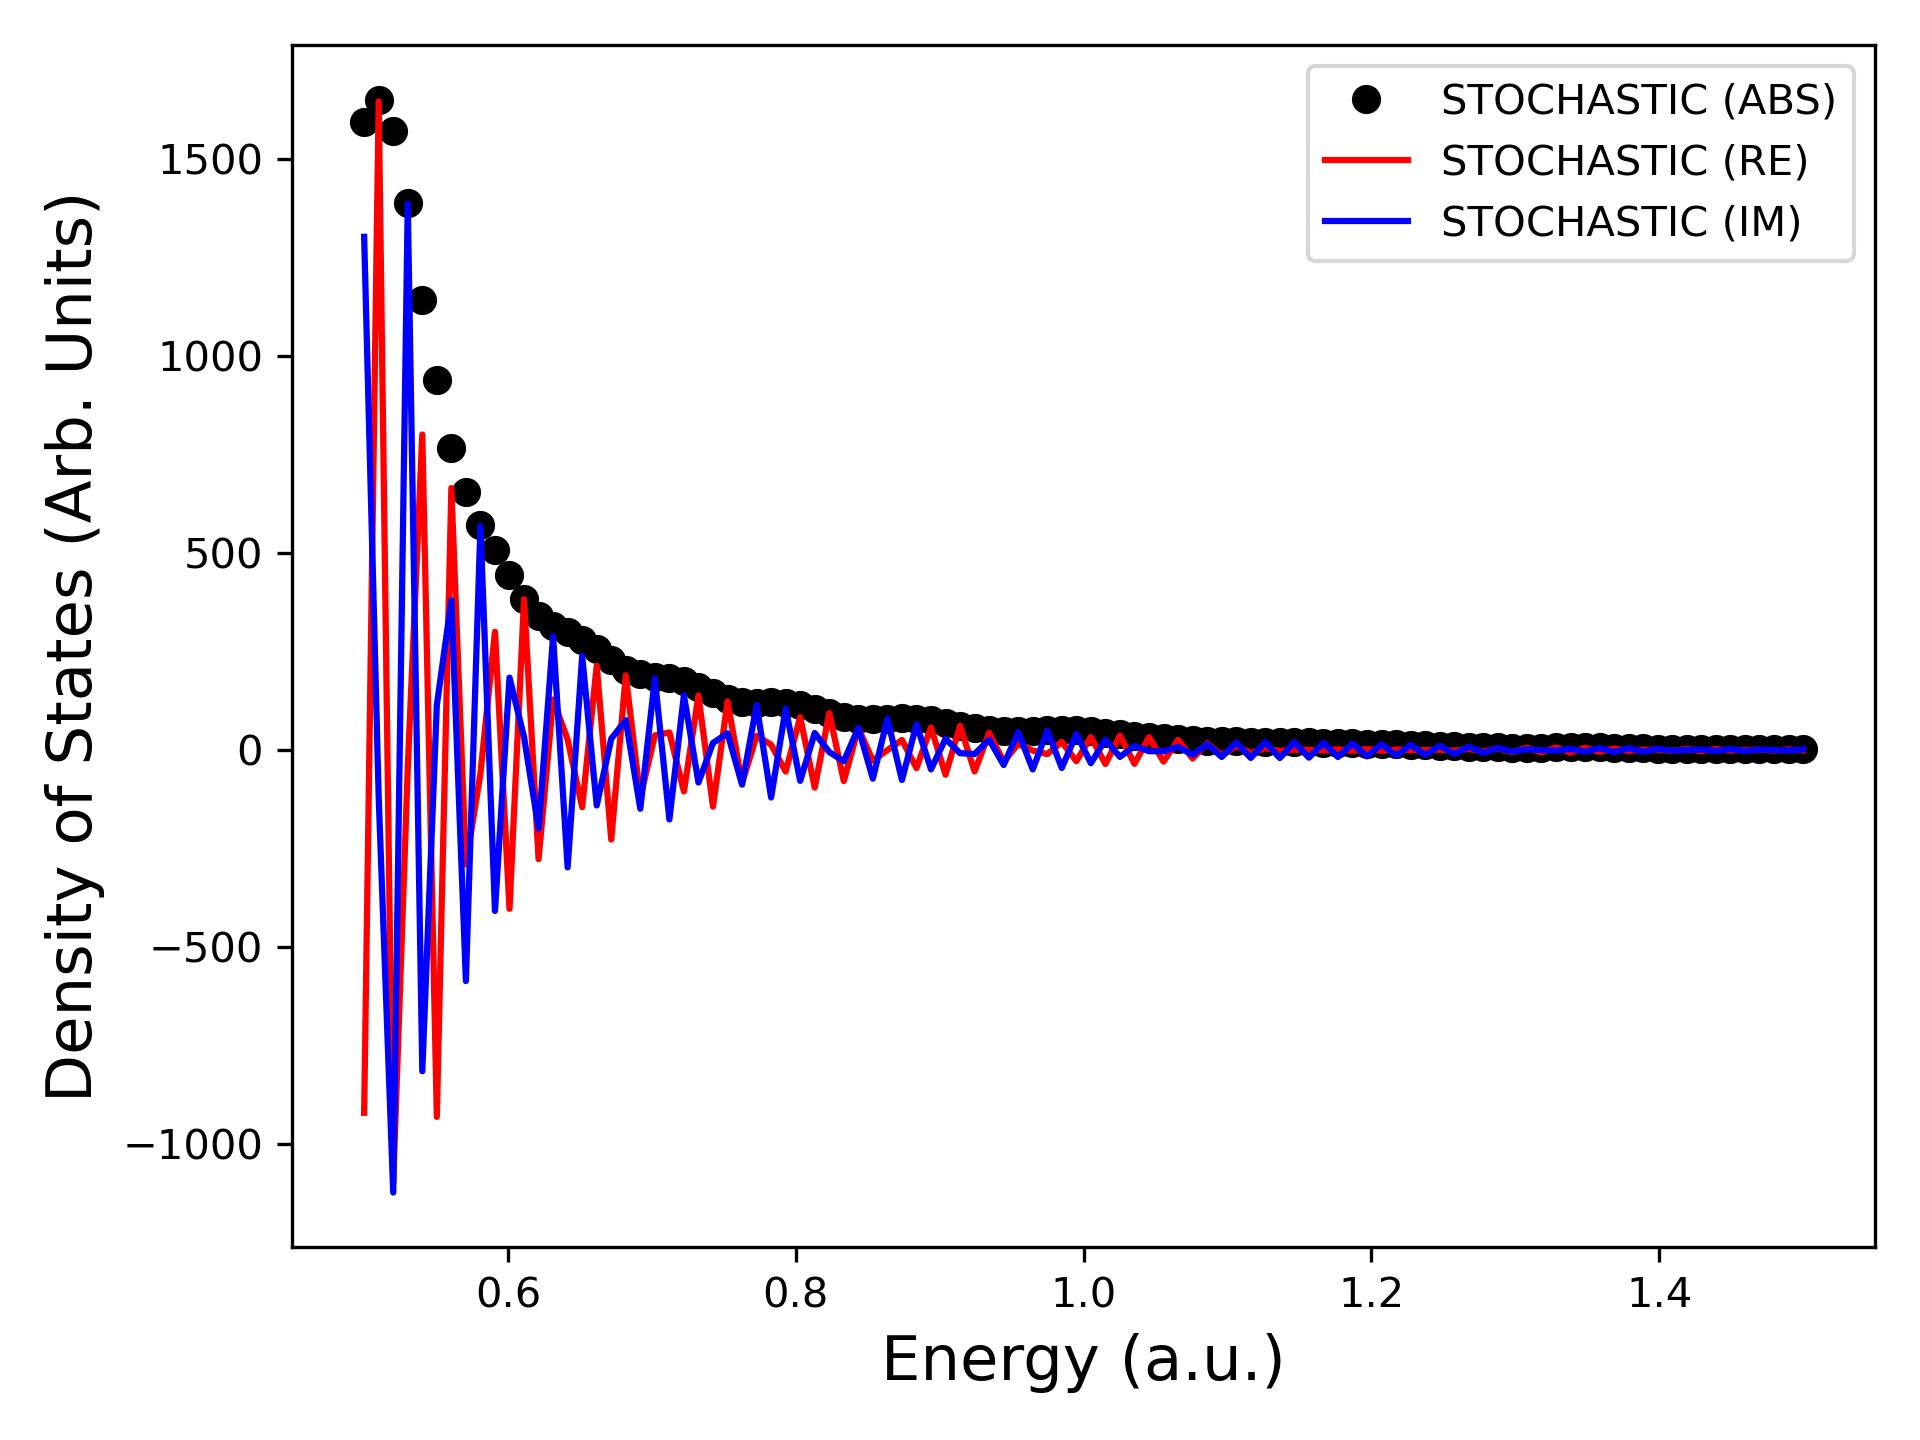 STOCHASTIC (ABS)
STOCHASTIC (RE)
STOCHASTIC (IM)
Density of States (Arb. Units)
1500
1000
500
0
−500
−1000
0.6
0.8
1.0
1.2
1.4
Energy (a.u.)